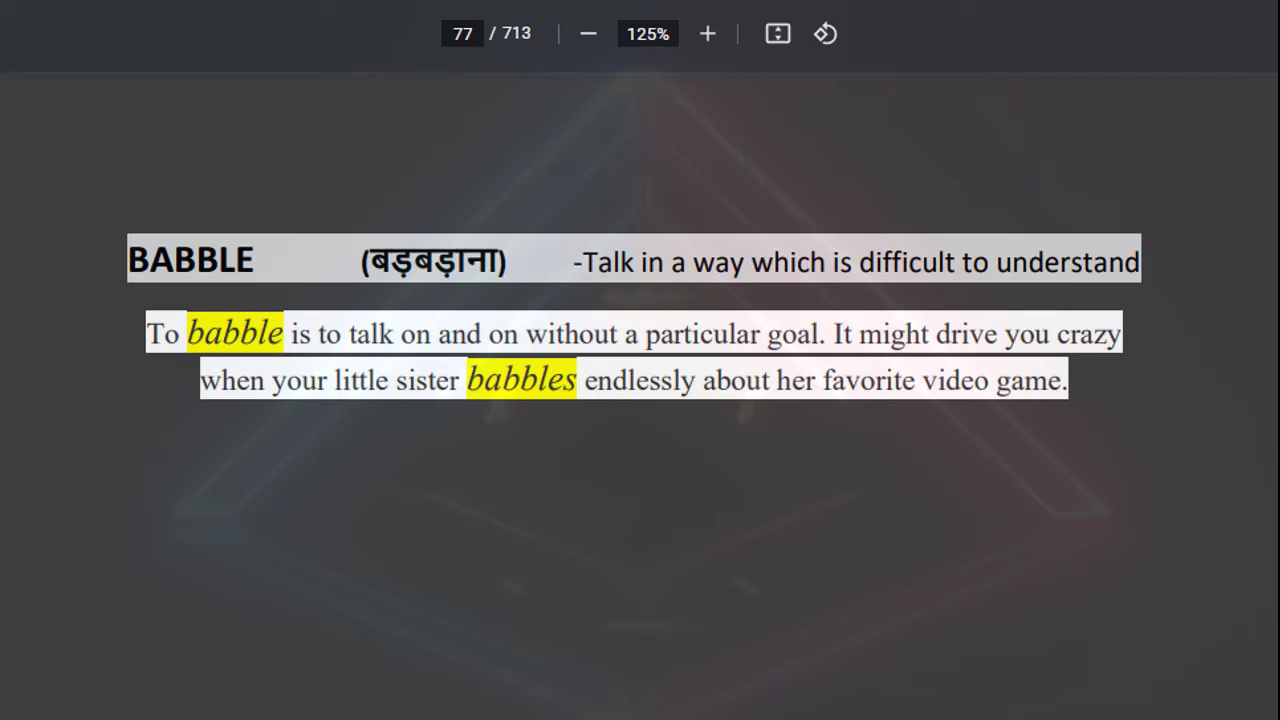 77 / 713 — 125% +
BABBLE (बड़बड़ाना) -Talk in a way which is difficult to understand
To babble is to talk on and on without a particular goal. It might drive you crazy
when your little sister babbles endlessly about her favorite video game.